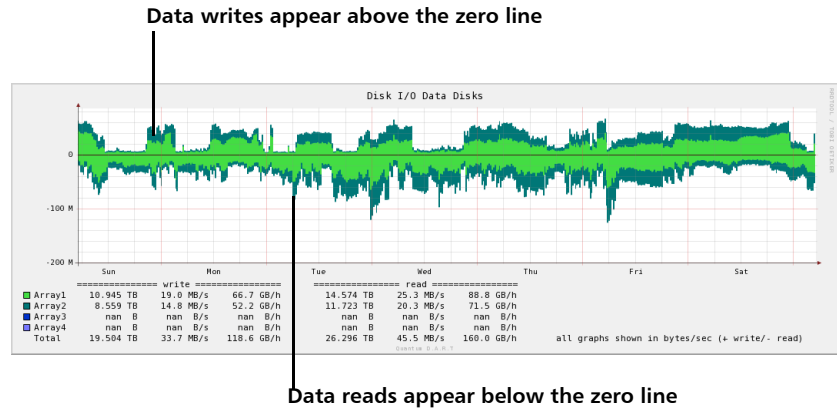 Data writes appear above the zero line
Disk I/O Data Disks
RRDTOOL / TOBI OETIKER
0
-100 M
-200 M
Sun Mon Tue Wed Thu Fri Sat
=============== write ================ ================ read ================
Array1 10.945 TB 19.0 MB/s 66.7 GB/h 14.574 TB 25.3 MB/s 88.8 GB/h
Array2 8.559 TB 14.8 MB/s 52.2 GB/h 11.723 TB 20.3 MB/s 71.5 GB/h
Array3 nan B nan B/s nan B/h nan B nan B/s nan B/h
Array4 nan B nan B/s nan B/h nan B nan B/s nan B/h
Total 19.504 TB 33.7 MB/s 118.6 GB/h 26.296 TB 45.5 MB/s 160.0 GB/h all graphs shown in bytes/sec (+ write/- read)
Quantum D.A.R.T
Data reads appear below the zero line